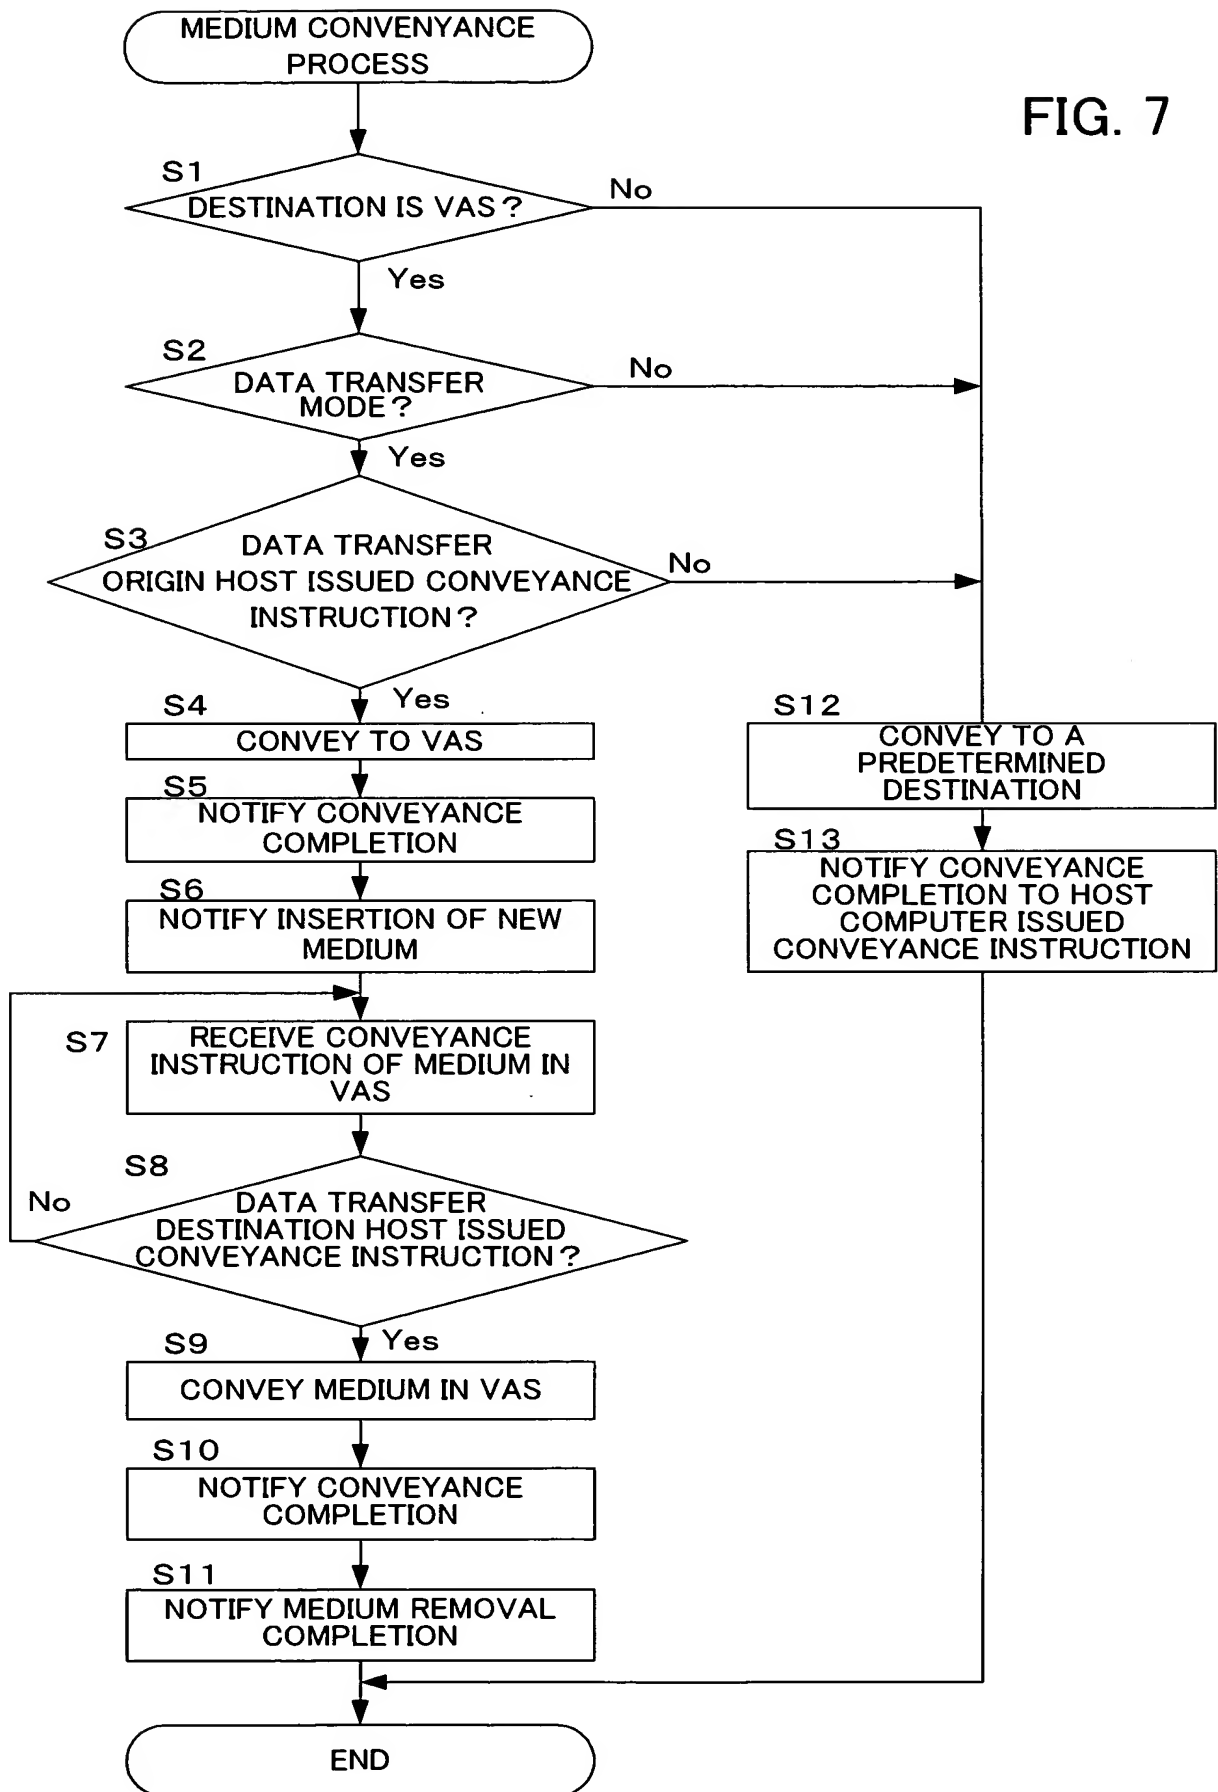 MEDIUM CONVENYANCE
PROCESS
FIG. 7
S1
DESTINATION IS VAS?
No
Yes
S2
DATA TRANSFER
MODE?
No
Yes
S3
DATA TRANSFER
ORIGIN HOST ISSUED CONVEYANCE
INSTRUCTION?
No
Yes
S4
CONVEY TO VAS
S5
NOTIFY CONVEYANCE
COMPLETION
S6
NOTIFY INSERTION OF NEW
MEDIUM
S7
RECEIVE CONVEYANCE
INSTRUCTION OF MEDIUM IN
VAS
S8
No
DATA TRANSFER
DESTINATION HOST ISSUED
CONVEYANCE INSTRUCTION?
Yes
S9
CONVEY MEDIUM IN VAS
S10
NOTIFY CONVEYANCE
COMPLETION
S11
NOTIFY MEDIUM REMOVAL
COMPLETION
S12
CONVEY TO A
PREDETERMINED
DESTINATION
S13
NOTIFY CONVEYANCE
COMPLETION TO HOST
COMPUTER ISSUED
CONVEYANCE INSTRUCTION
END